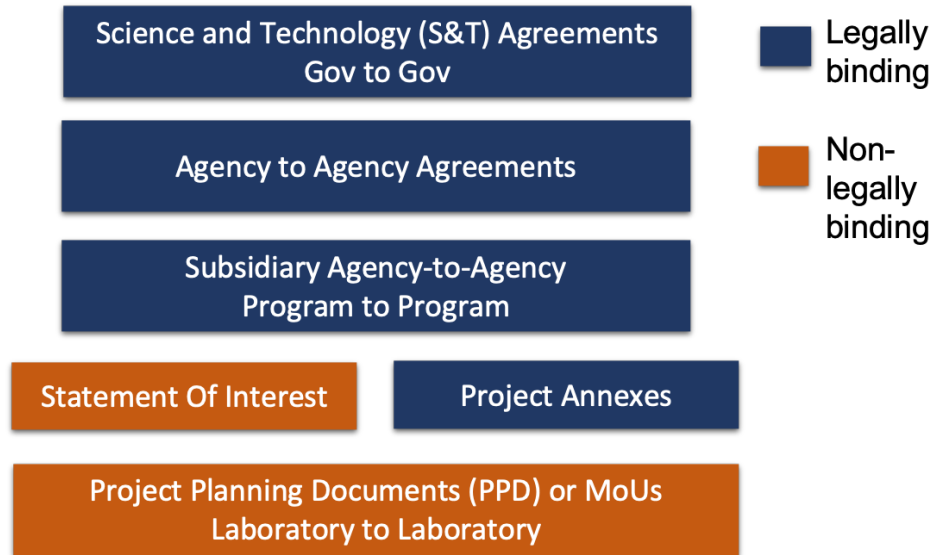 Science and Technology (S&T) Agreements
Gov to Gov
Legally
binding
Agency to Agency Agreements
Non-
legally
binding
Subsidiary Agency-to-Agency
Program to Program
Statement Of Interest
Project Annexes
Project Planning Documents (PPD) or MoUs
Laboratory to Laboratory